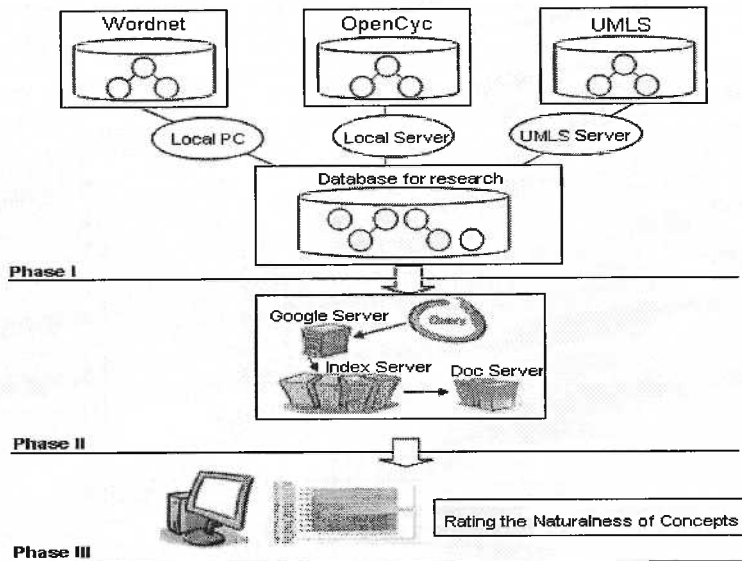 Wordnet
OpenCyc
UMLS
Local PC
Local Server
UMLS Server
Database for research
Phase I
Google Server
Query
Index Server
Doc Server
Phase II
Rating the Naturalness of Concepts
Phase III